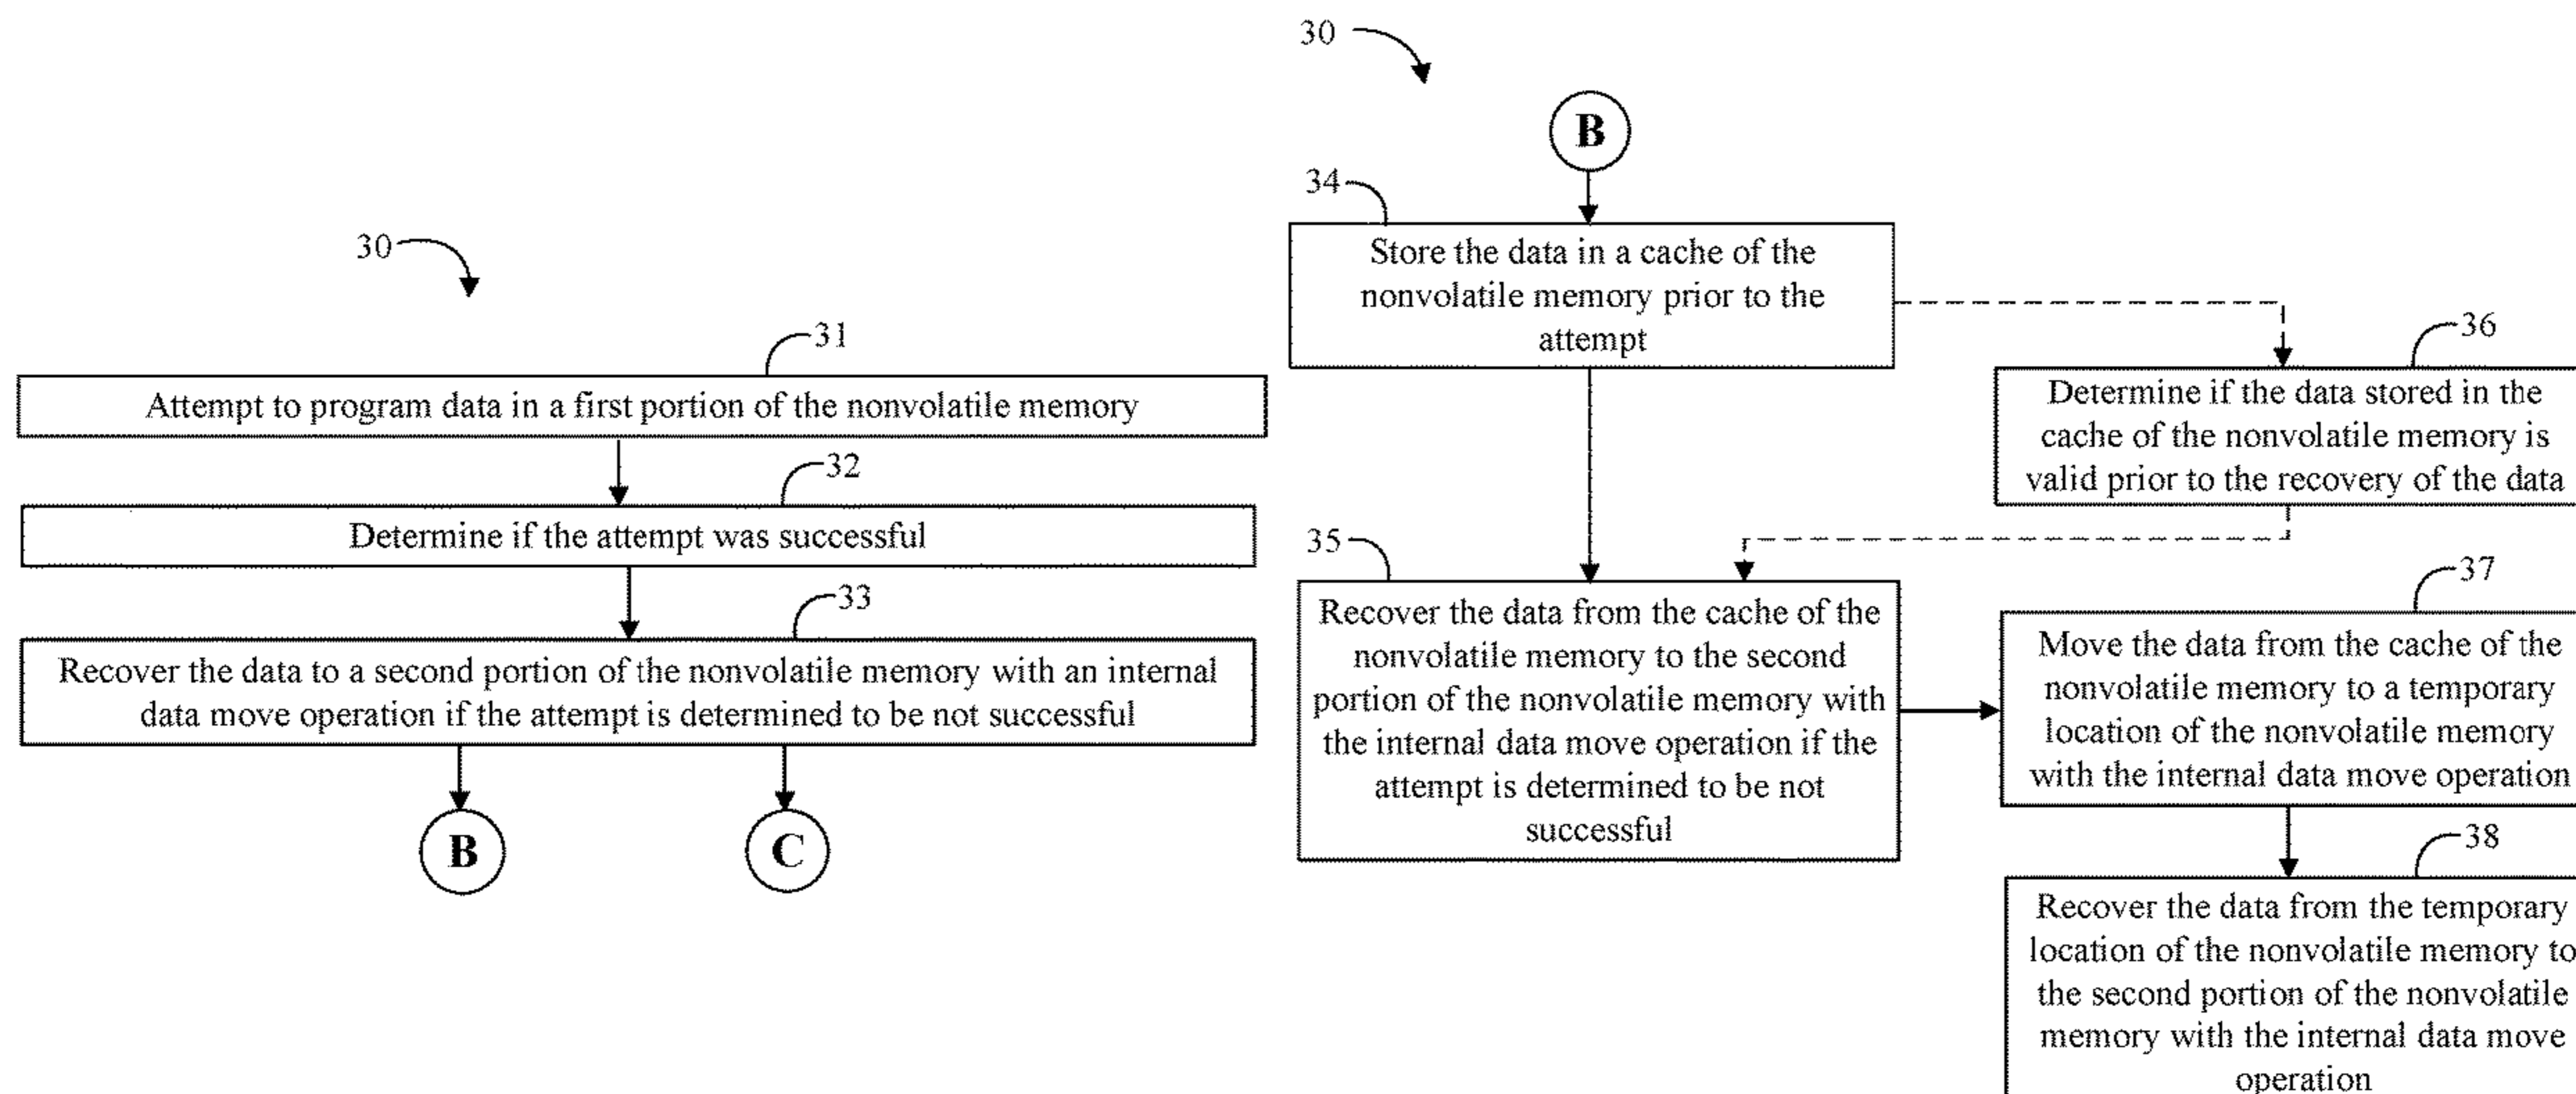 30
31
Attempt to program data in a first portion of the nonvolatile memory
32
Determine if the attempt was successful
33
Recover the data to a second portion of the nonvolatile memory with an internal
data move operation if the attempt is determined to be not successful
B
C
30
B
34
Store the data in a cache of the
nonvolatile memory prior to the
attempt
36
Determine if the data stored in the
cache of the nonvolatile memory is
valid prior to the recovery of the data
35
Recover the data from the cache of the
nonvolatile memory to the second
portion of the nonvolatile memory with
the internal data move operation if the
attempt is determined to be not
successful
37
Move the data from the cache of the
nonvolatile memory to a temporary
location of the nonvolatile memory
with the internal data move operation
38
Recover the data from the temporary
location of the nonvolatile memory to
the second portion of the nonvolatile
memory with the internal data move
operation